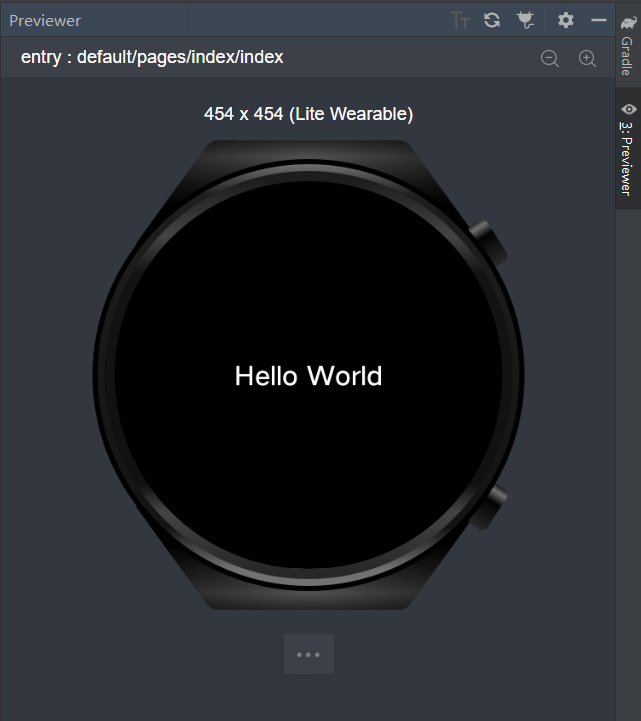 Previewer
entry : default/pages/index/index
454 x 454 (Lite Wearable)
Hello World
Gradle
3: Previewer